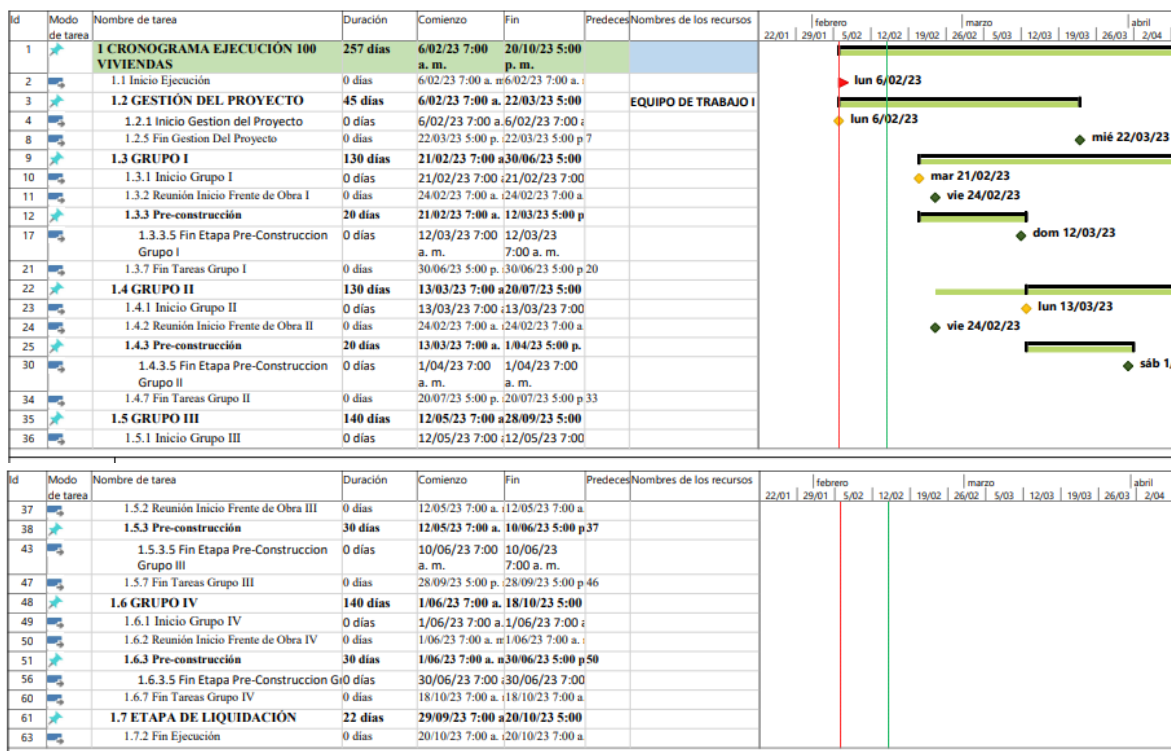 Id Modo de tarea Nombre de tarea Duración Comienzo Fin Predeces Nombres de los recursos
febrero marzo abril
22/01 29/01 5/02 12/02 19/02 26/02 5/03 12/03 19/03 26/03 2/04
1 1 CRONOGRAMA EJECUCIÓN 100 VIVIENDAS 257 días 6/02/23 7:00 a. m. 20/10/23 5:00 p. m.
2 1.1 Inicio Ejecución 0 días 6/02/23 7:00 a. m 6/02/23 7:00 a. lun 6/02/23
3 1.2 GESTIÓN DEL PROYECTO 45 días 6/02/23 7:00 a. 22/03/23 5:00 EQUIPO DE TRABAJO I
4 1.2.1 Inicio Gestion del Proyecto 0 días 6/02/23 7:00 a. 6/02/23 7:00 lun 6/02/23
8 1.2.5 Fin Gestion Del Proyecto 0 días 22/03/23 5:00 p. 22/03/23 5:00 p 7 mié 22/03/23
9 1.3 GRUPO I 130 días 21/02/23 7:00 a 30/06/23 5:00
10 1.3.1 Inicio Grupo I 0 días 21/02/23 7:00 21/02/23 7:00 mar 21/02/23
11 1.3.2 Reunión Inicio Frente de Obra I 0 días 24/02/23 7:00 a. 24/02/23 7:00 a vie 24/02/23
12 1.3.3 Pre-construcción 20 días 21/02/23 7:00 a. 12/03/23 5:00 p
17 1.3.3.5 Fin Etapa Pre-Construccion Grupo I 0 días 12/03/23 7:00 a. m. 12/03/23 7:00 a. m. dom 12/03/23
21 1.3.7 Fin Tareas Grupo I 0 días 30/06/23 5:00 p. 30/06/23 5:00 p 20
22 1.4 GRUPO II 130 días 13/03/23 7:00 a 20/07/23 5:00
23 1.4.1 Inicio Grupo II 0 días 13/03/23 7:00 13/03/23 7:00 lun 13/03/23
24 1.4.2 Reunión Inicio Frente de Obra II 0 días 24/02/23 7:00 a. 24/02/23 7:00 a vie 24/02/23
25 1.4.3 Pre-construcción 20 días 13/03/23 7:00 a. 1/04/23 5:00 p.
30 1.4.3.5 Fin Etapa Pre-Construccion Grupo II 0 días 1/04/23 7:00 a. m. 1/04/23 7:00 a. m. sáb 1/
34 1.4.7 Fin Tareas Grupo II 0 días 20/07/23 5:00 p. 20/07/23 5:00 p 33
35 1.5 GRUPO III 140 días 12/05/23 7:00 a 28/09/23 5:00
36 1.5.1 Inicio Grupo III 0 días 12/05/23 7:00 12/05/23 7:00
Id Modo de tarea Nombre de tarea Duración Comienzo Fin Predeces Nombres de los recursos
febrero marzo abril
22/01 29/01 5/02 12/02 19/02 26/02 5/03 12/03 19/03 26/03 2/04
37 1.5.2 Reunión Inicio Frente de Obra III 0 días 12/05/23 7:00 a. 12/05/23 7:00 a
38 1.5.3 Pre-construcción 30 días 12/05/23 7:00 a. 10/06/23 5:00 p 37
43 1.5.3.5 Fin Etapa Pre-Construccion Grupo III 0 días 10/06/23 7:00 a. m. 10/06/23 7:00 a. m.
47 1.5.7 Fin Tareas Grupo III 0 días 28/09/23 5:00 p. 28/09/23 5:00 p 46
48 1.6 GRUPO IV 140 días 1/06/23 7:00 a. 18/10/23 5:00
49 1.6.1 Inicio Grupo IV 0 días 1/06/23 7:00 a. 1/06/23 7:00
50 1.6.2 Reunión Inicio Frente de Obra IV 0 días 1/06/23 7:00 a. m 1/06/23 7:00 a.
51 1.6.3 Pre-construcción 30 días 1/06/23 7:00 a. n 30/06/23 5:00 p 50
56 1.6.3.5 Fin Etapa Pre-Construccion G 0 días 30/06/23 7:00 30/06/23 7:00
60 1.6.7 Fin Tareas Grupo IV 0 días 18/10/23 7:00 a. 18/10/23 7:00 a
61 1.7 ETAPA DE LIQUIDACIÓN 22 días 29/09/23 7:00 a 20/10/23 5:00
63 1.7.2 Fin Ejecución 0 días 20/10/23 7:00 a. 20/10/23 7:00 a